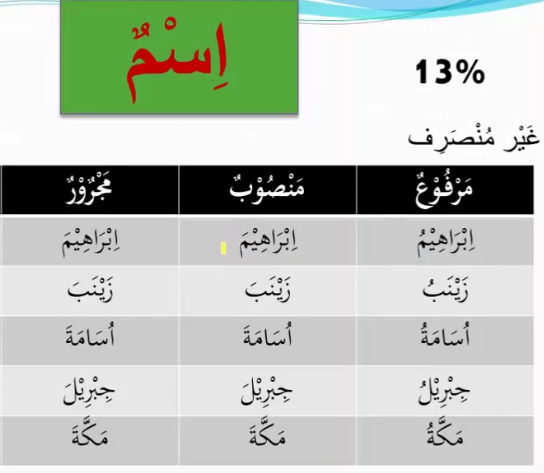 اِسْمٌ
13%
غَيْر مُنْصَرِف
مَرْفُوْعٌ مَنْصُوْبٌ مَجْرُوْرٌ
اِبْرَاهِيْمُ اِبْرَاهِيْمَ اِبْرَاهِيْمَ
زَيْنَبُ زَيْنَبَ زَيْنَبَ
اُسَامَةُ اُسَامَةَ اُسَامَةَ
جِبْرِيْلُ جِبْرِيْلَ جِبْرِيْلَ
مَكَّةُ مَكَّةَ مَكَّةَ